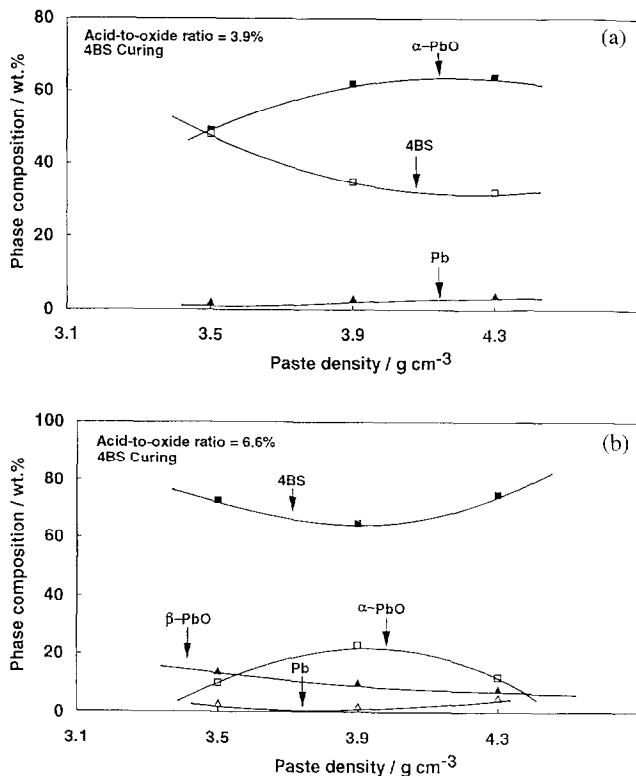 (a)
Acid-to-oxide ratio = 3.9%
4BS Curing
α-PbO
4BS
Pb
Phase composition / wt.%
80
60
40
20
0
3.1 3.5 3.9 4.3
Paste density / g cm⁻³
(b)
Acid-to-oxide ratio = 6.6%
4BS Curing
4BS
β-PbO
α-PbO
Pb
Phase composition / wt.%
100
80
60
40
20
0
3.1 3.5 3.9 4.3
Paste density / g cm⁻³